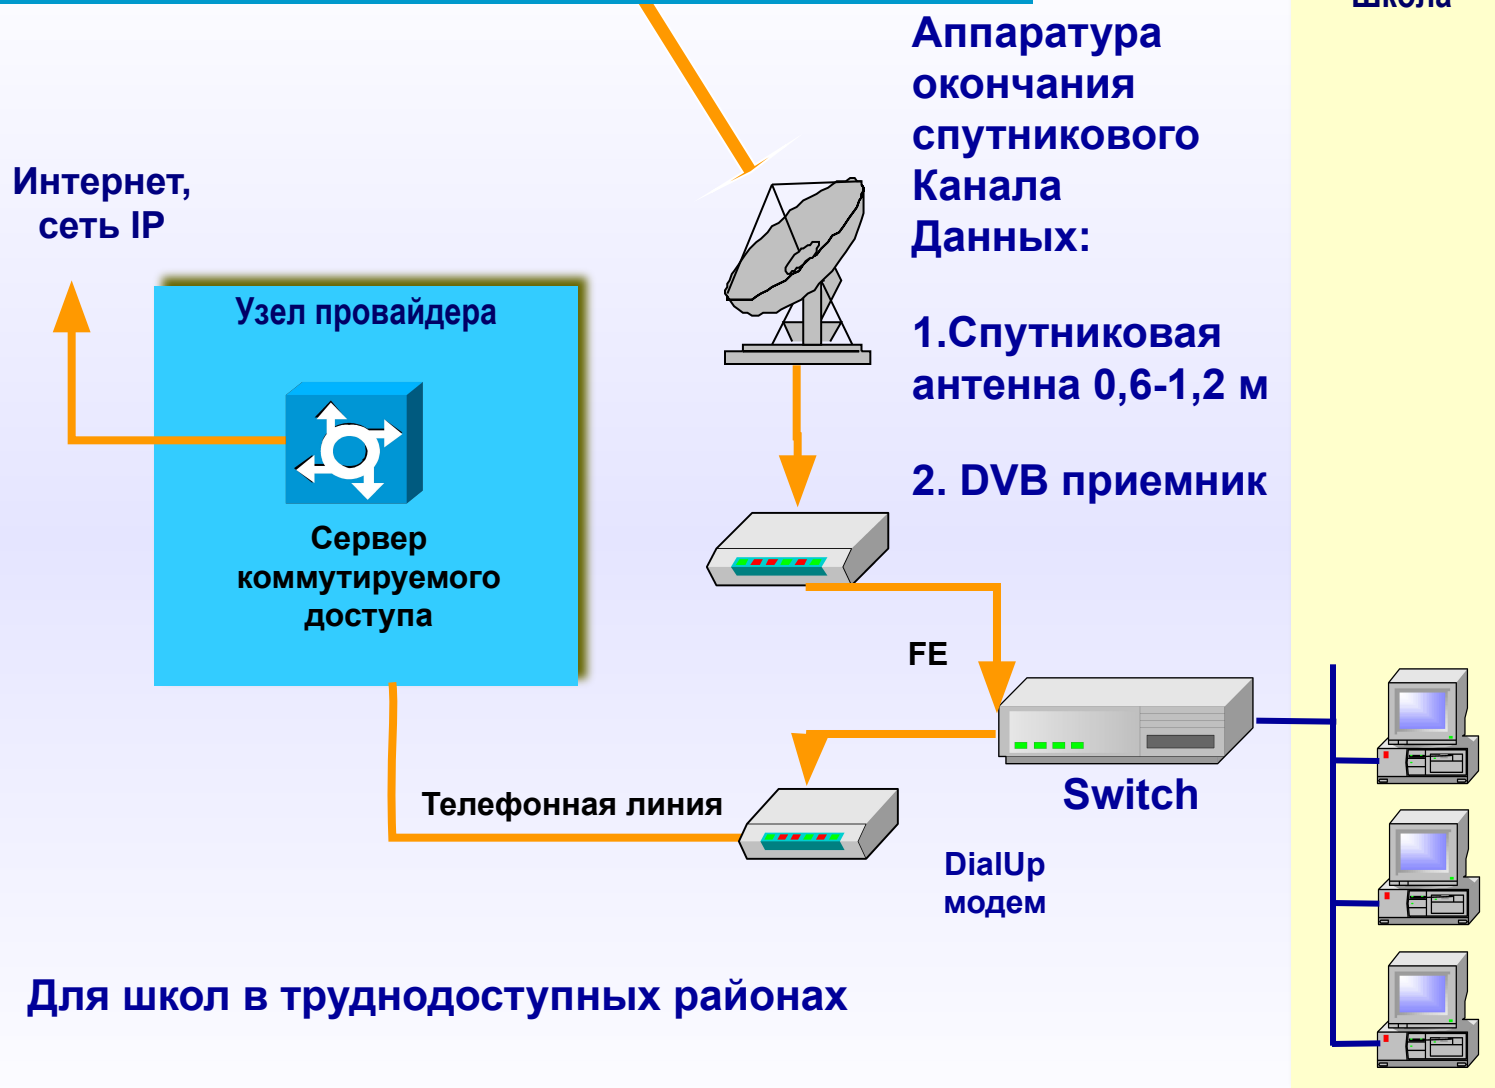 Школа
Аппаратура
окончания
спутникового
Канала
Данных:
1.Спутниковая
антенна 0,6-1,2 м
2. DVB приемник
Интернет,
сеть IP
Узел провайдера
Сервер
коммутируемого
доступа
FE
Switch
Телефонная линия
DialUp
модем
Для школ в труднодоступных районах